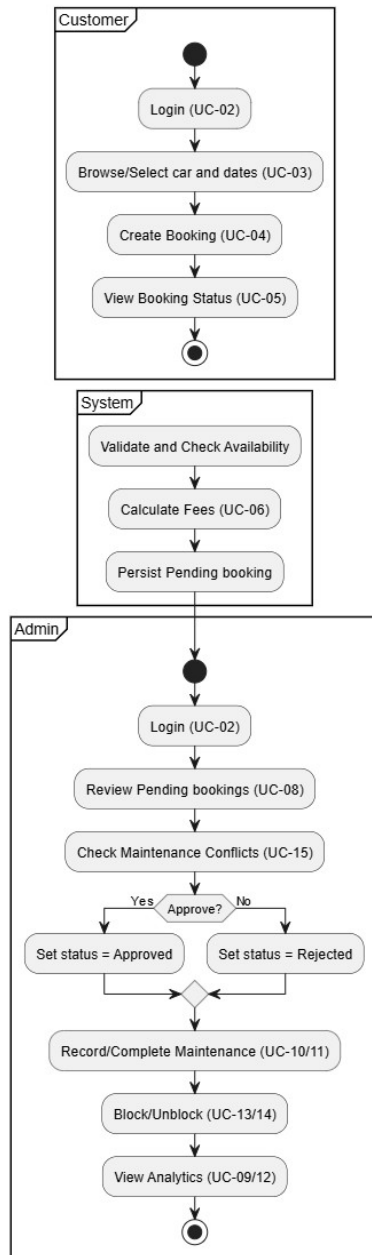 Customer
Login (UC-02)
Browse/Select car and dates (UC-03)
Create Booking (UC-04)
View Booking Status (UC-05)
System
Validate and Check Availability
Calculate Fees (UC-06)
Persist Pending booking
Admin
Login (UC-02)
Review Pending bookings (UC-08)
Check Maintenance Conflicts (UC-15)
Yes Approve? No
Set status = Approved Set status = Rejected
Record/Complete Maintenance (UC-10/11)
Block/Unblock (UC-13/14)
View Analytics (UC-09/12)